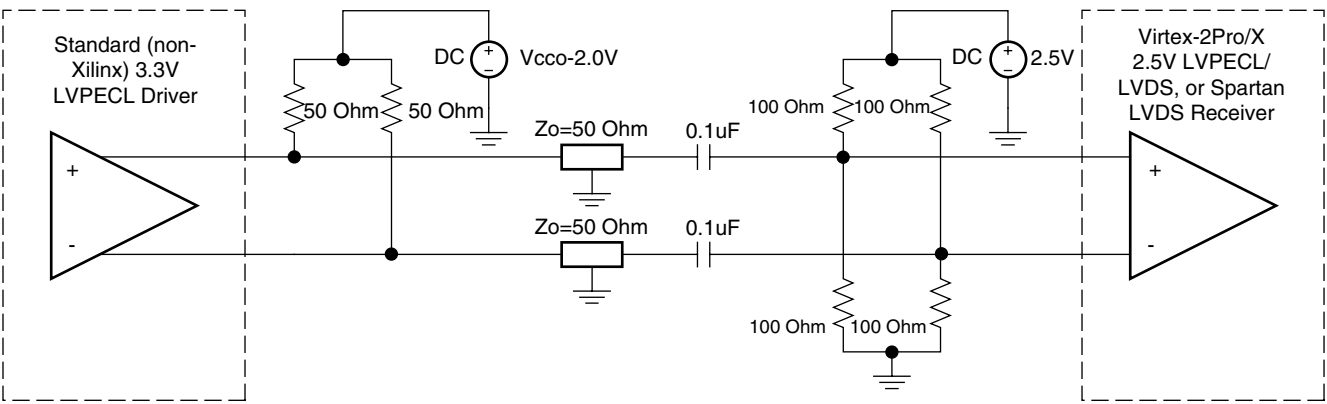 Standard (non-
Xilinx) 3.3V
LVPECL Driver
DC
+
−
Vcco-2.0V
50 Ohm
50 Ohm
Zo=50 Ohm
0.1uF
Zo=50 Ohm
0.1uF
+
-
DC
+
−
2.5V
100 Ohm
100 Ohm
100 Ohm
100 Ohm
Virtex-2Pro/X
2.5V LVPECL/
LVDS, or Spartan
LVDS Receiver
+
-